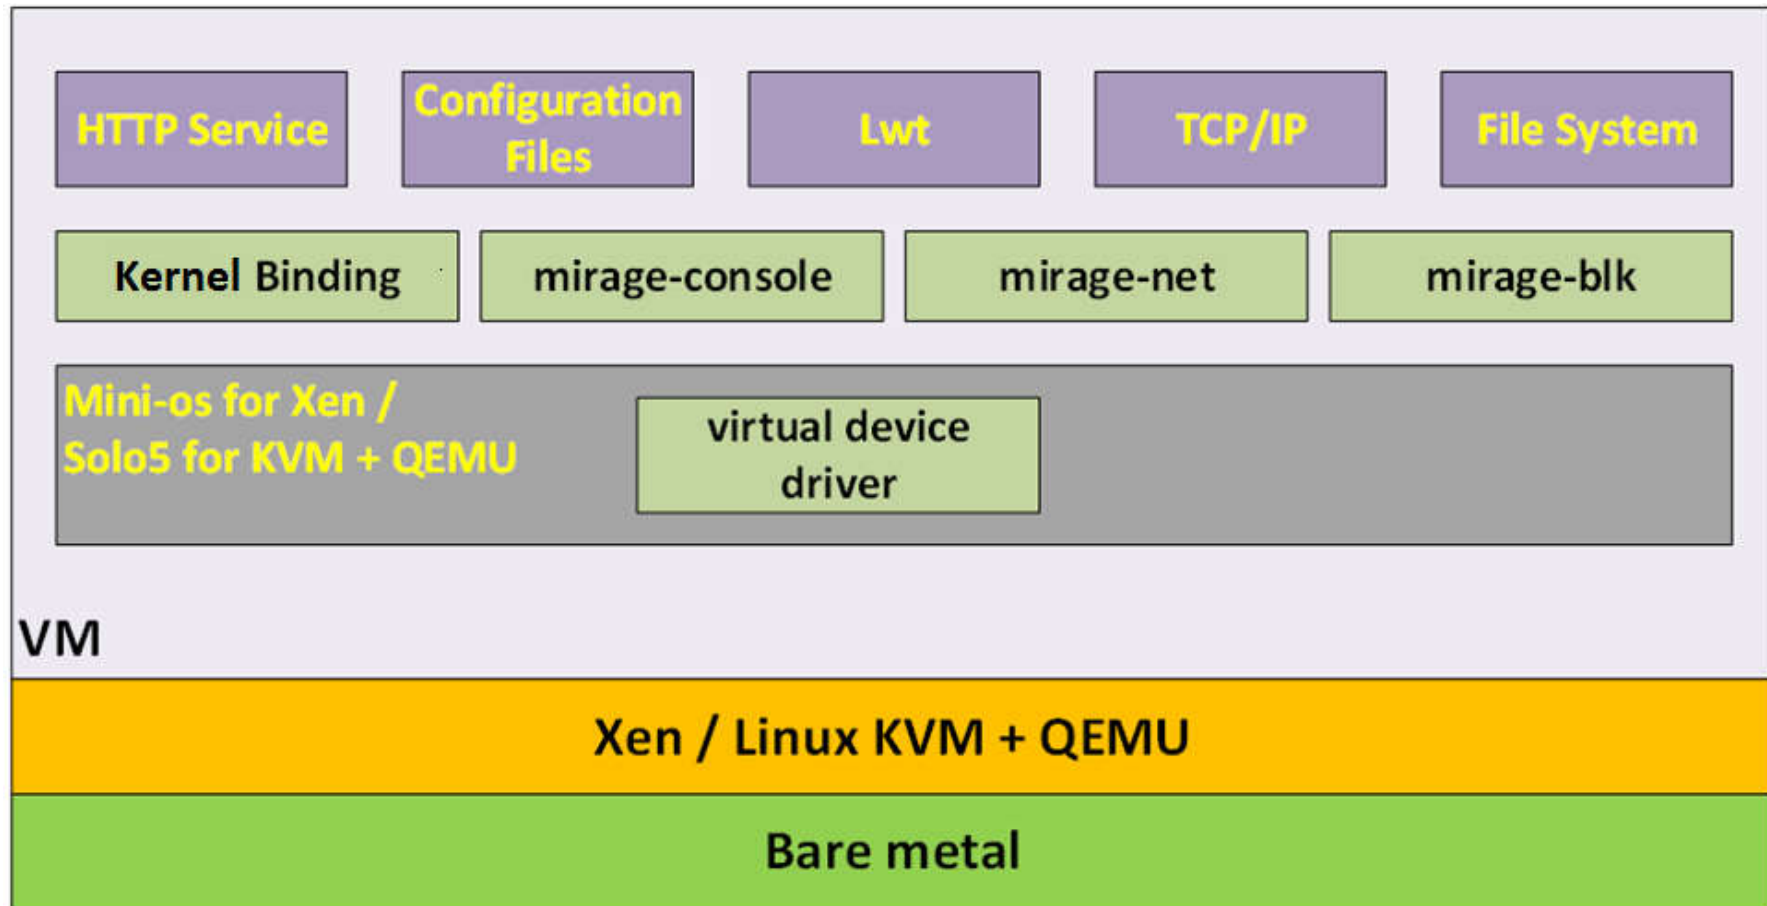 HTTP Service
Configuration
Files
Lwt
TCP/IP
File System
Kernel Binding
mirage-console
mirage-net
mirage-blk
Mini-os for Xen /
Solo5 for KVM + QEMU
virtual device
driver
VM
Xen / Linux KVM + QEMU
Bare metal